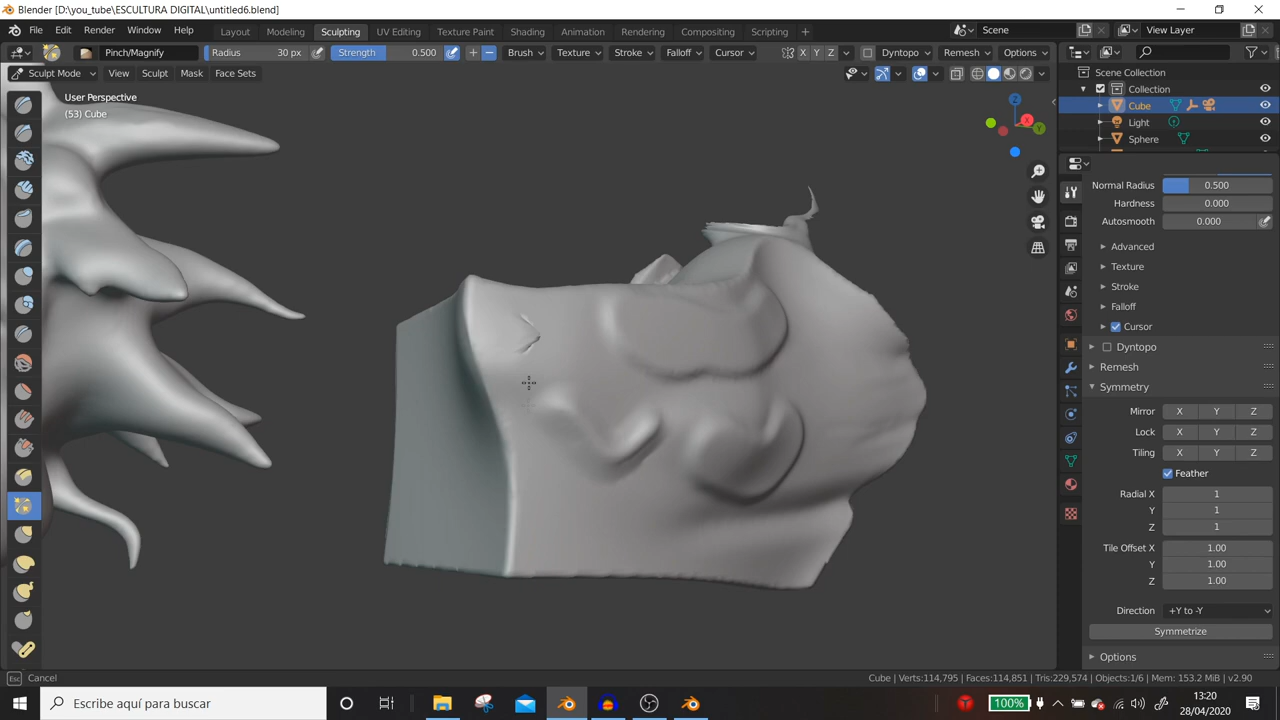 Blender [D:\you_tube\ESCULTURA DIGITAL\untitled6.blend]
File Edit Render Window Help Layout Modeling Sculpting UV Editing Texture Paint Shading Animation Rendering Compositing Scripting + Scene View Layer
Pinch/Magnify Radius 30 px Strength 0.500 + − Brush Texture Stroke Falloff Cursor X Y Z Dyntopo Remesh Options
Sculpt Mode View Sculpt Mask Face Sets
Scene Collection
Collection
Cube
Light
Sphere
User Perspective
(53) Cube
Z
X
Y
Normal Radius 0.500
Hardness 0.000
Autosmooth 0.000
Advanced
Texture
Stroke
Falloff
Cursor
Dyntopo
Remesh
Symmetry
Mirror X Y Z
Lock X Y Z
Tiling X Y Z
Feather
Radial X 1
Y 1
Z 1
Tile Offset X 1.00
Y 1.00
Z 1.00
Direction +Y to -Y
Symmetrize
Options
Esc Cancel
Cube | Verts:114,795 | Faces:114,851 | Tris:229,574 | Objects:1/6 | Mem: 153.2 MiB | v2.90
Escribe aquí para buscar
100%
13:20
28/04/2020